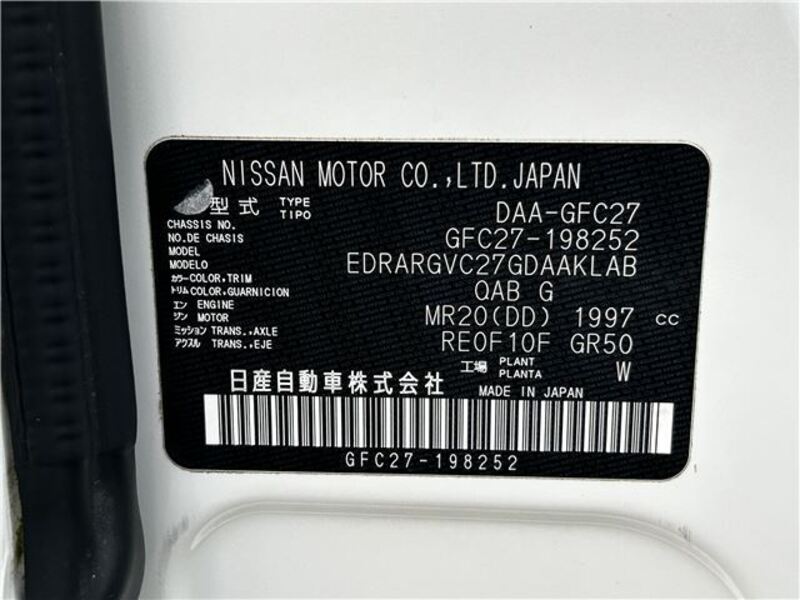 NISSAN MOTOR CO.,LTD.JAPAN
型式 TYPE TIPO DAA-GFC27
CHASSIS NO. NO.DE CHASIS GFC27-198252
MODEL MODELO EDRARGVC27GDAAKLAB
カラー COLOR,TRIM トリム COLOR,GUARNICION QAB G
エン ENGINE ジン MOTOR MR20(DD) 1997 cc
ミッション TRANS.,AXLE アクスル TRANS.,EJE RE0F10F GR50
工場 PLANT PLANTA W
日産自動車株式会社 MADE IN JAPAN
GFC27-198252